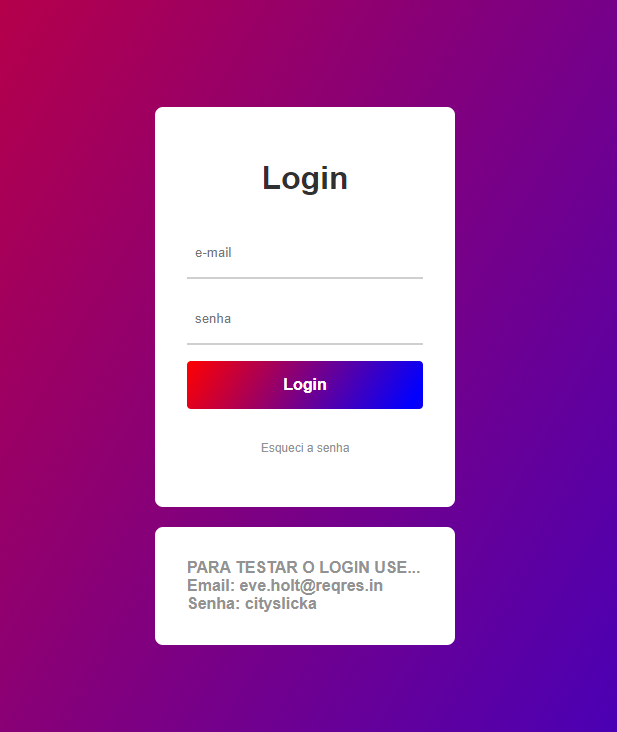 Login
e-mail
senha
Login
Esqueci a senha
PARA TESTAR O LOGIN USE...
Email: eve.holt@reqres.in
Senha: cityslicka